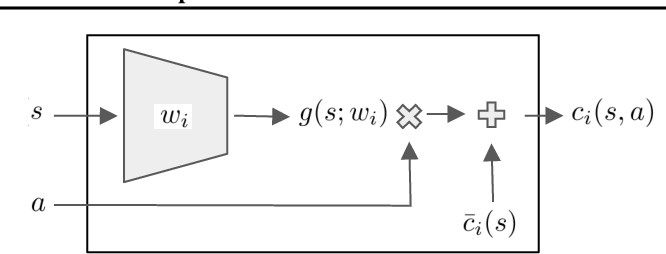 s
w_i
g(s; w_i)
c_i(s, a)
a
c̄_i(s)